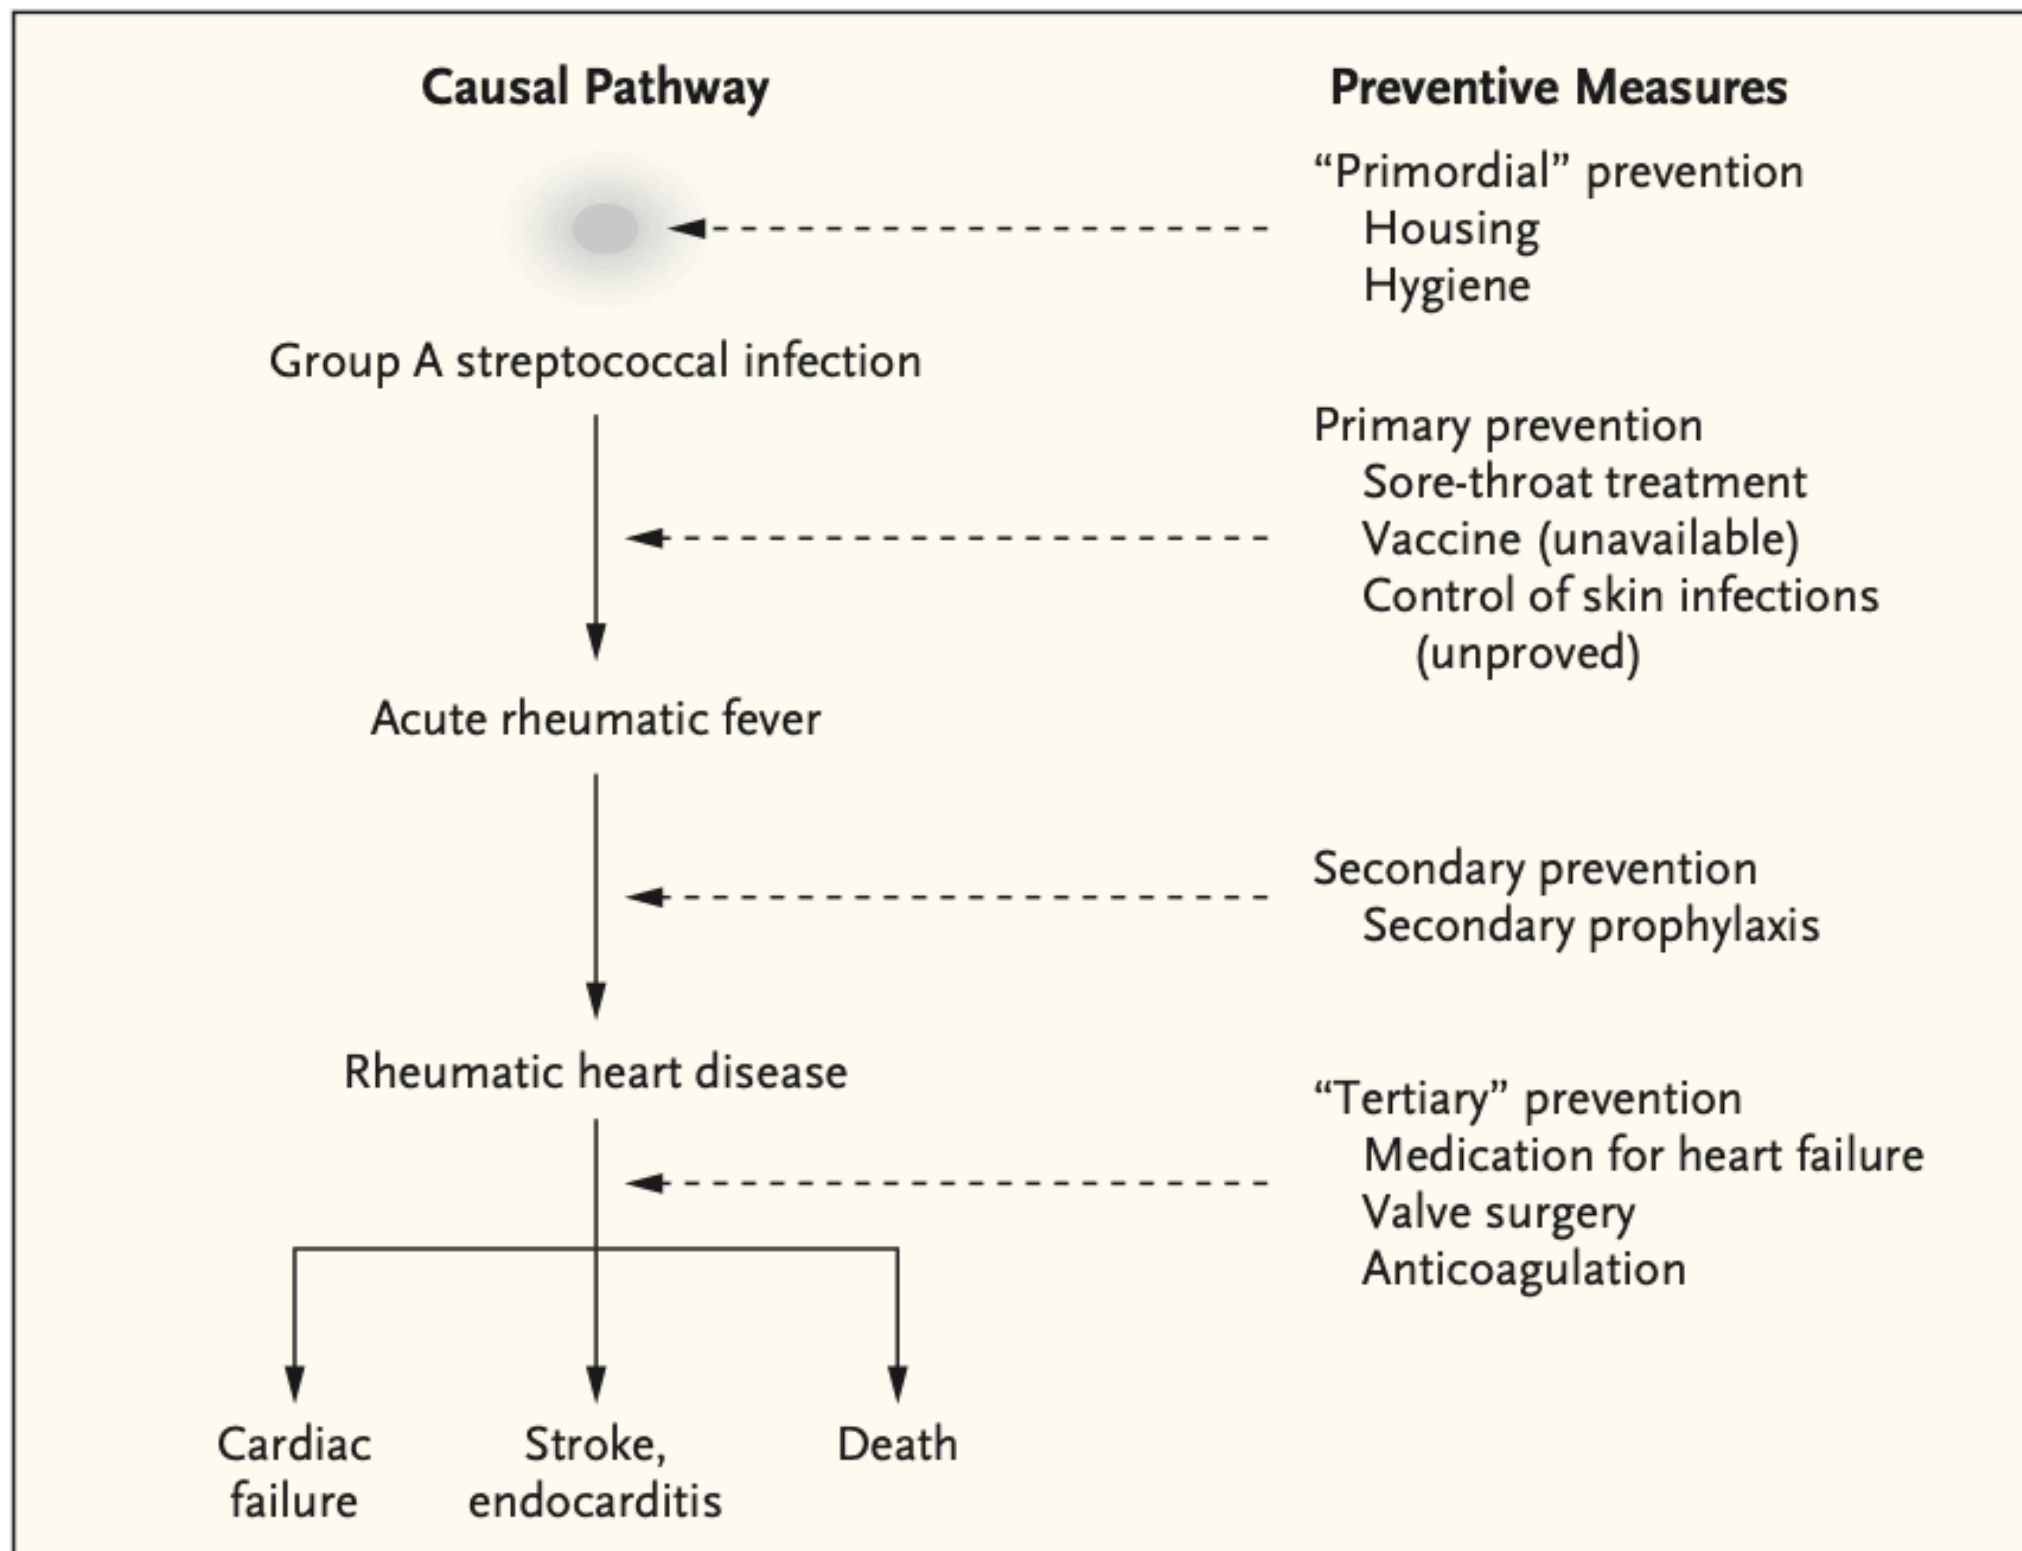 Causal Pathway
Preventive Measures
“Primordial” prevention
Housing
Hygiene
Group A streptococcal infection
Primary prevention
Sore-throat treatment
Vaccine (unavailable)
Control of skin infections
(unproved)
Acute rheumatic fever
Secondary prevention
Secondary prophylaxis
Rheumatic heart disease
“Tertiary” prevention
Medication for heart failure
Valve surgery
Anticoagulation
Cardiac
failure
Stroke,
endocarditis
Death